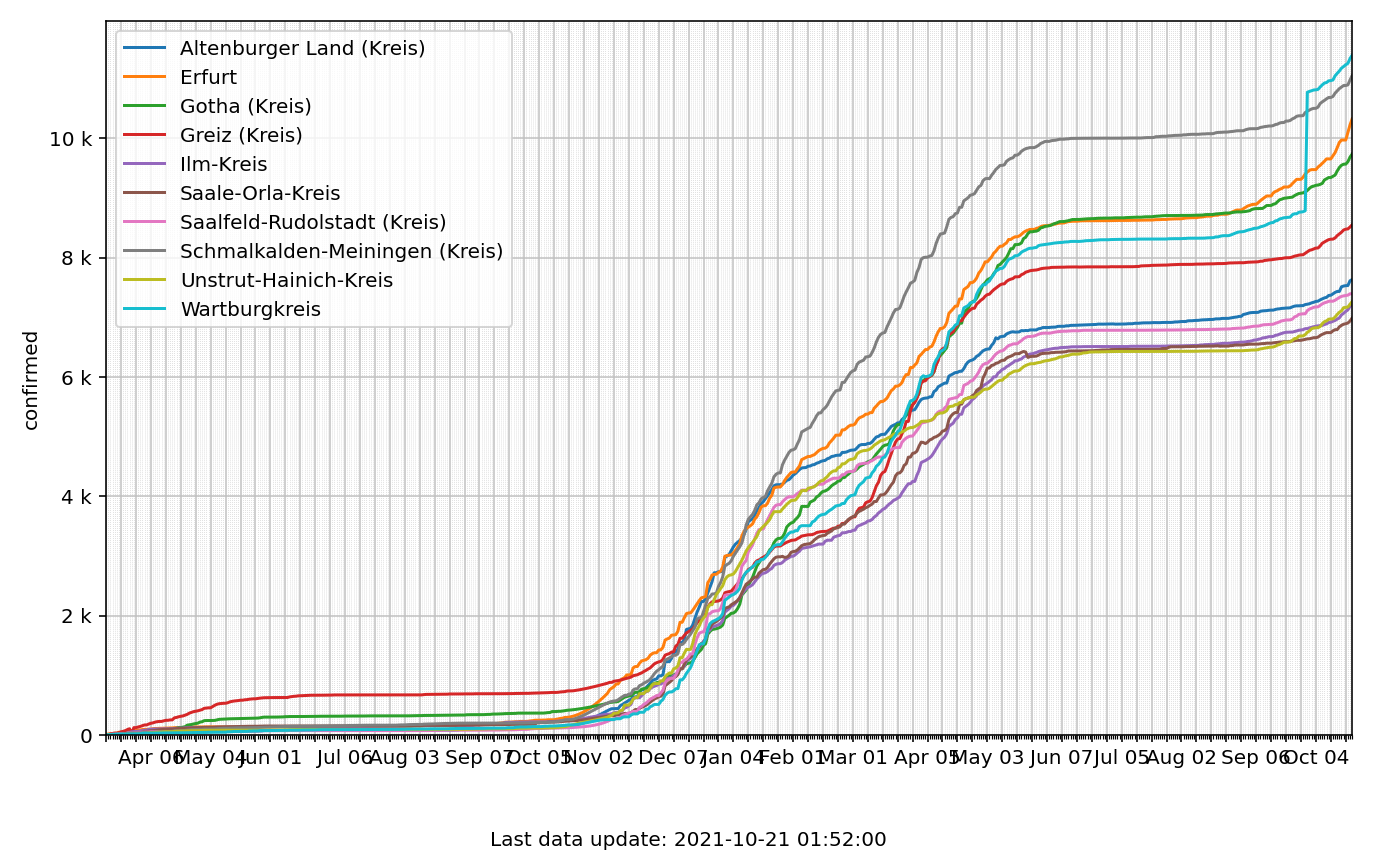 Altenburger Land (Kreis)
Erfurt
Gotha (Kreis)
Greiz (Kreis)
Ilm-Kreis
Saale-Orla-Kreis
Saalfeld-Rudolstadt (Kreis)
Schmalkalden-Meiningen (Kreis)
Unstrut-Hainich-Kreis
Wartburgkreis
10 k
8 k
6 k
4 k
2 k
0
confirmed
Apr 06 May 04 Jun 01 Jul 06 Aug 03 Sep 07 Oct 05 Nov 02 Dec 07 Jan 04 Feb 01 Mar 01 Apr 05 May 03 Jun 07 Jul 05 Aug 02 Sep 06 Oct 04
Last data update: 2021-10-21 01:52:00